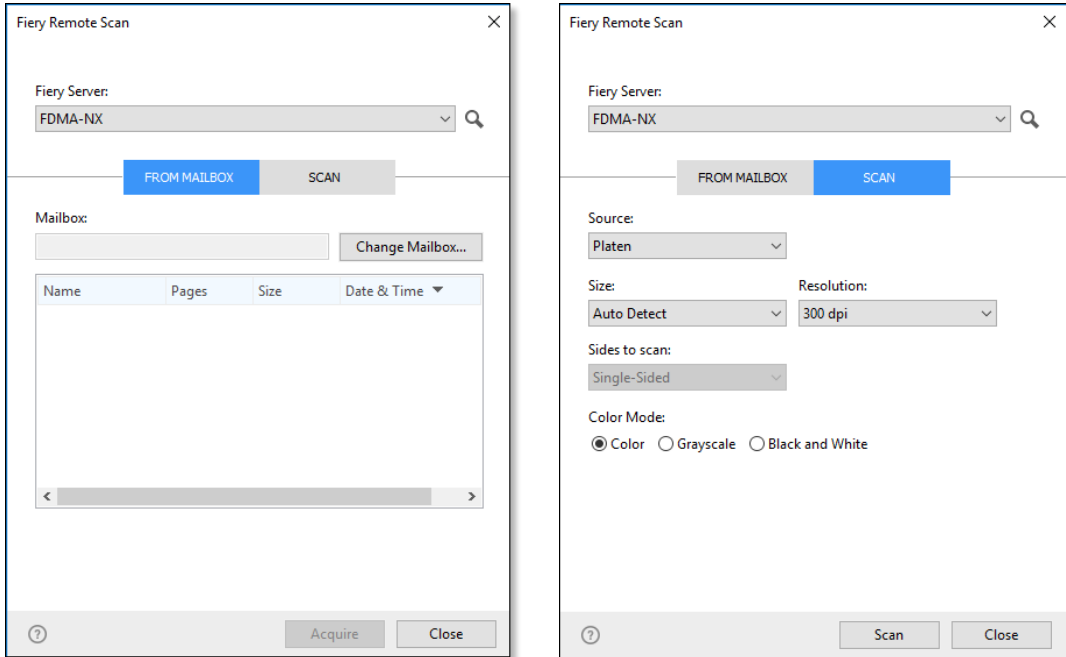 Fiery Remote Scan
Fiery Server:
FDMA-NX
FROM MAILBOX SCAN
Mailbox:
Change Mailbox...
Name Pages Size Date & Time
Acquire Close
Fiery Remote Scan
Fiery Server:
FDMA-NX
FROM MAILBOX SCAN
Source:
Platen
Size: Resolution:
Auto Detect 300 dpi
Sides to scan:
Single-Sided
Color Mode:
Color Grayscale Black and White
Scan Close